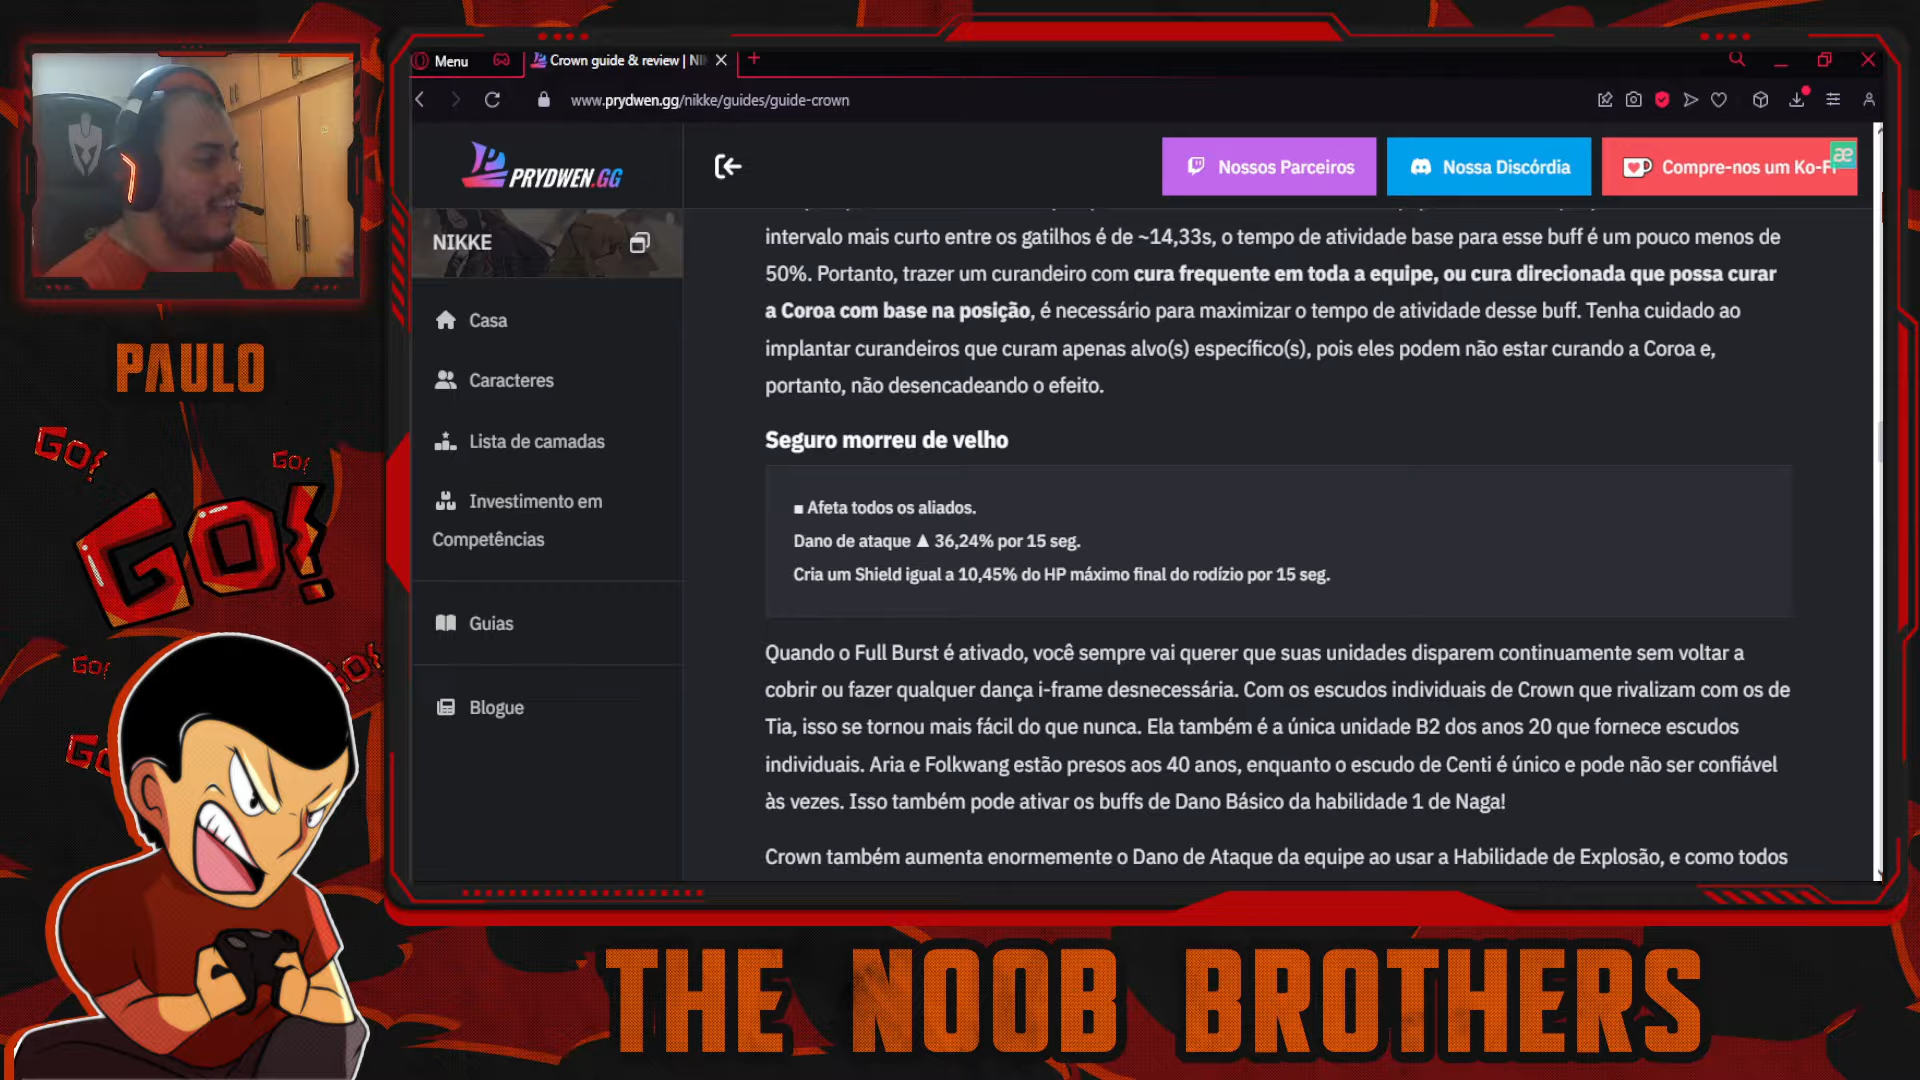 Menu
Crown guide & review | NI
www.prydwen.gg/nikke/guides/guide-crown
PRYDWEN.GG
Nossos Parceiros
Nossa Discórdia
Compre-nos um Ko-Fi
æ
NIKKE
Casa
Caracteres
Lista de camadas
Investimento em
Competências
Guias
Blogue
intervalo mais curto entre os gatilhos é de ~14,33s, o tempo de atividade base para esse buff é um pouco menos de
50%. Portanto, trazer um curandeiro com cura frequente em toda a equipe, ou cura direcionada que possa curar
a Coroa com base na posição, é necessário para maximizar o tempo de atividade desse buff. Tenha cuidado ao
implantar curandeiros que curam apenas alvo(s) específico(s), pois eles podem não estar curando a Coroa e,
portanto, não desencadeando o efeito.
Seguro morreu de velho
■ Afeta todos os aliados.
Dano de ataque ▲ 36,24% por 15 seg.
Cria um Shield igual a 10,45% do HP máximo final do rodízio por 15 seg.
Quando o Full Burst é ativado, você sempre vai querer que suas unidades disparem continuamente sem voltar a
cobrir ou fazer qualquer dança i-frame desnecessária. Com os escudos individuais de Crown que rivalizam com os de
Tia, isso se tornou mais fácil do que nunca. Ela também é a única unidade B2 dos anos 20 que fornece escudos
individuais. Aria e Folkwang estão presos aos 40 anos, enquanto o escudo de Centi é único e pode não ser confiável
às vezes. Isso também pode ativar os buffs de Dano Básico da habilidade 1 de Naga!
Crown também aumenta enormemente o Dano de Ataque da equipe ao usar a Habilidade de Explosão, e como todos
PAULO
GO!
GO!
GO!
GO!
GO!
GO!
THE NOOB BROTHERS